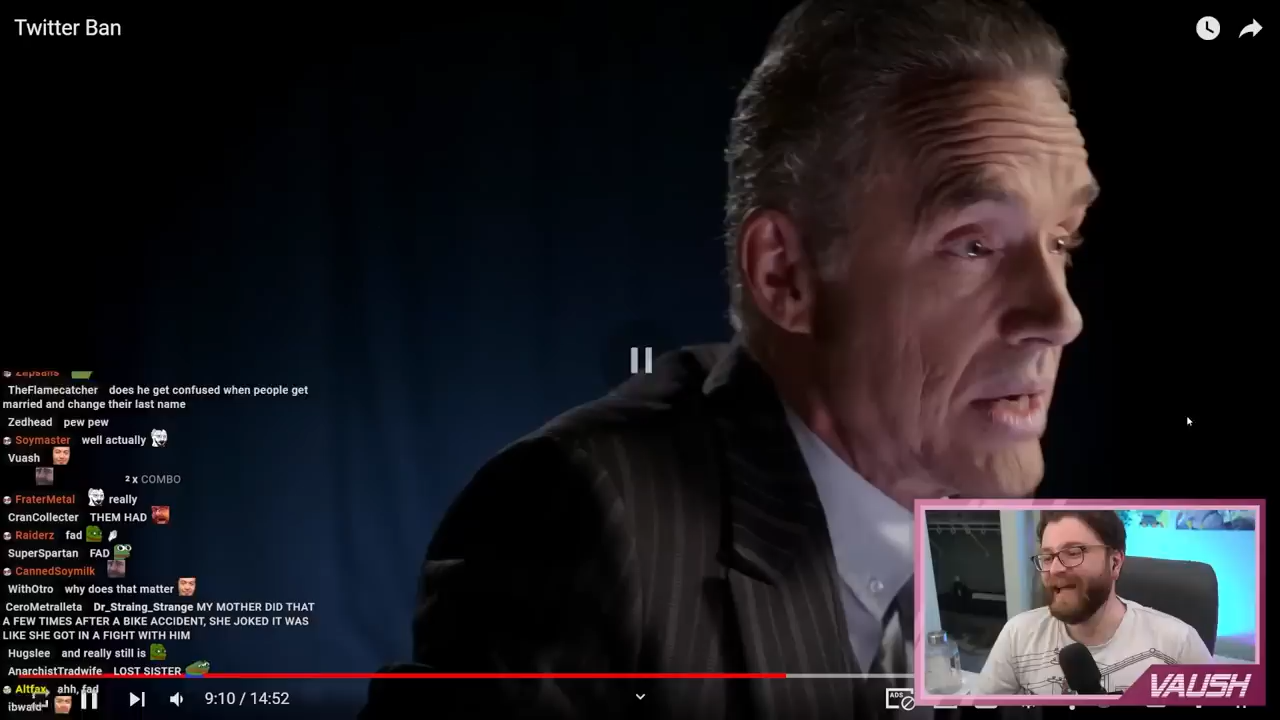 Twitter Ban
Zepsalis
TheFlamecatcher does he get confused when people get
married and change their last name
Zedhead pew pew
Soymaster well actually
Vuash
2 x COMBO
FraterMetal really
CranCollecter THEM HAD
Raiderz fad
SuperSpartan FAD
CannedSoymilk
WithOtro why does that matter
CeroMetralleta Dr_Straing_Strange MY MOTHER DID THAT
A FEW TIMES AFTER A BIKE ACCIDENT, SHE JOKED IT WAS
LIKE SHE GOT IN A FIGHT WITH HIM
Hugslee and really still is
AnarchistTradwife LOST SISTER
Altfax ahh, fad
ibwald
9:10 / 14:52
ADS
VAUSH